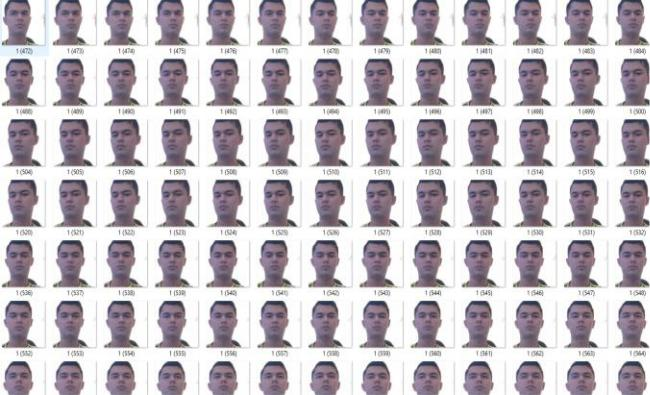 1 (472) 1 (473) 1 (474) 1 (475) 1 (476) 1 (477) 1 (478) 1 (479) 1 (480) 1 (481) 1 (482) 1 (483) 1 (484)
1 (488) 1 (489) 1 (490) 1 (491) 1 (492) 1 (493) 1 (494) 1 (495) 1 (496) 1 (497) 1 (498) 1 (499) 1 (500)
1 (504) 1 (505) 1 (506) 1 (507) 1 (508) 1 (509) 1 (510) 1 (511) 1 (512) 1 (513) 1 (514) 1 (515) 1 (516)
1 (520) 1 (521) 1 (522) 1 (523) 1 (524) 1 (525) 1 (526) 1 (527) 1 (528) 1 (529) 1 (530) 1 (531) 1 (532)
1 (536) 1 (537) 1 (538) 1 (539) 1 (540) 1 (541) 1 (542) 1 (543) 1 (544) 1 (545) 1 (546) 1 (547) 1 (548)
1 (552) 1 (553) 1 (554) 1 (555) 1 (556) 1 (557) 1 (558) 1 (559) 1 (560) 1 (561) 1 (562) 1 (563) 1 (564)